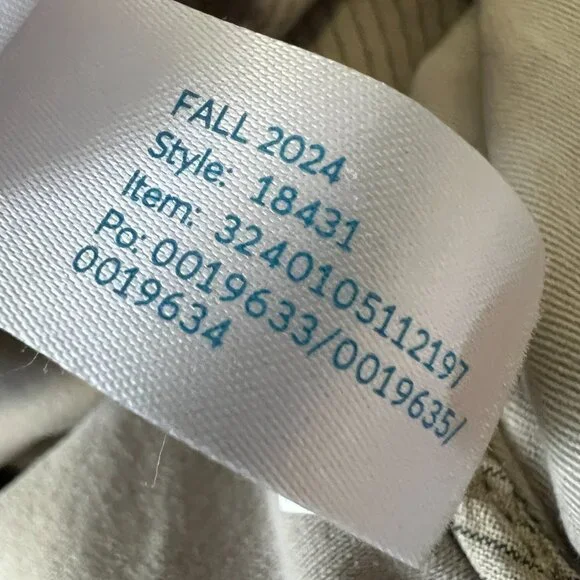 FALL 2024
Style: 18431
Item: 3240105112197
Po: 0019633/0019635/
0019634